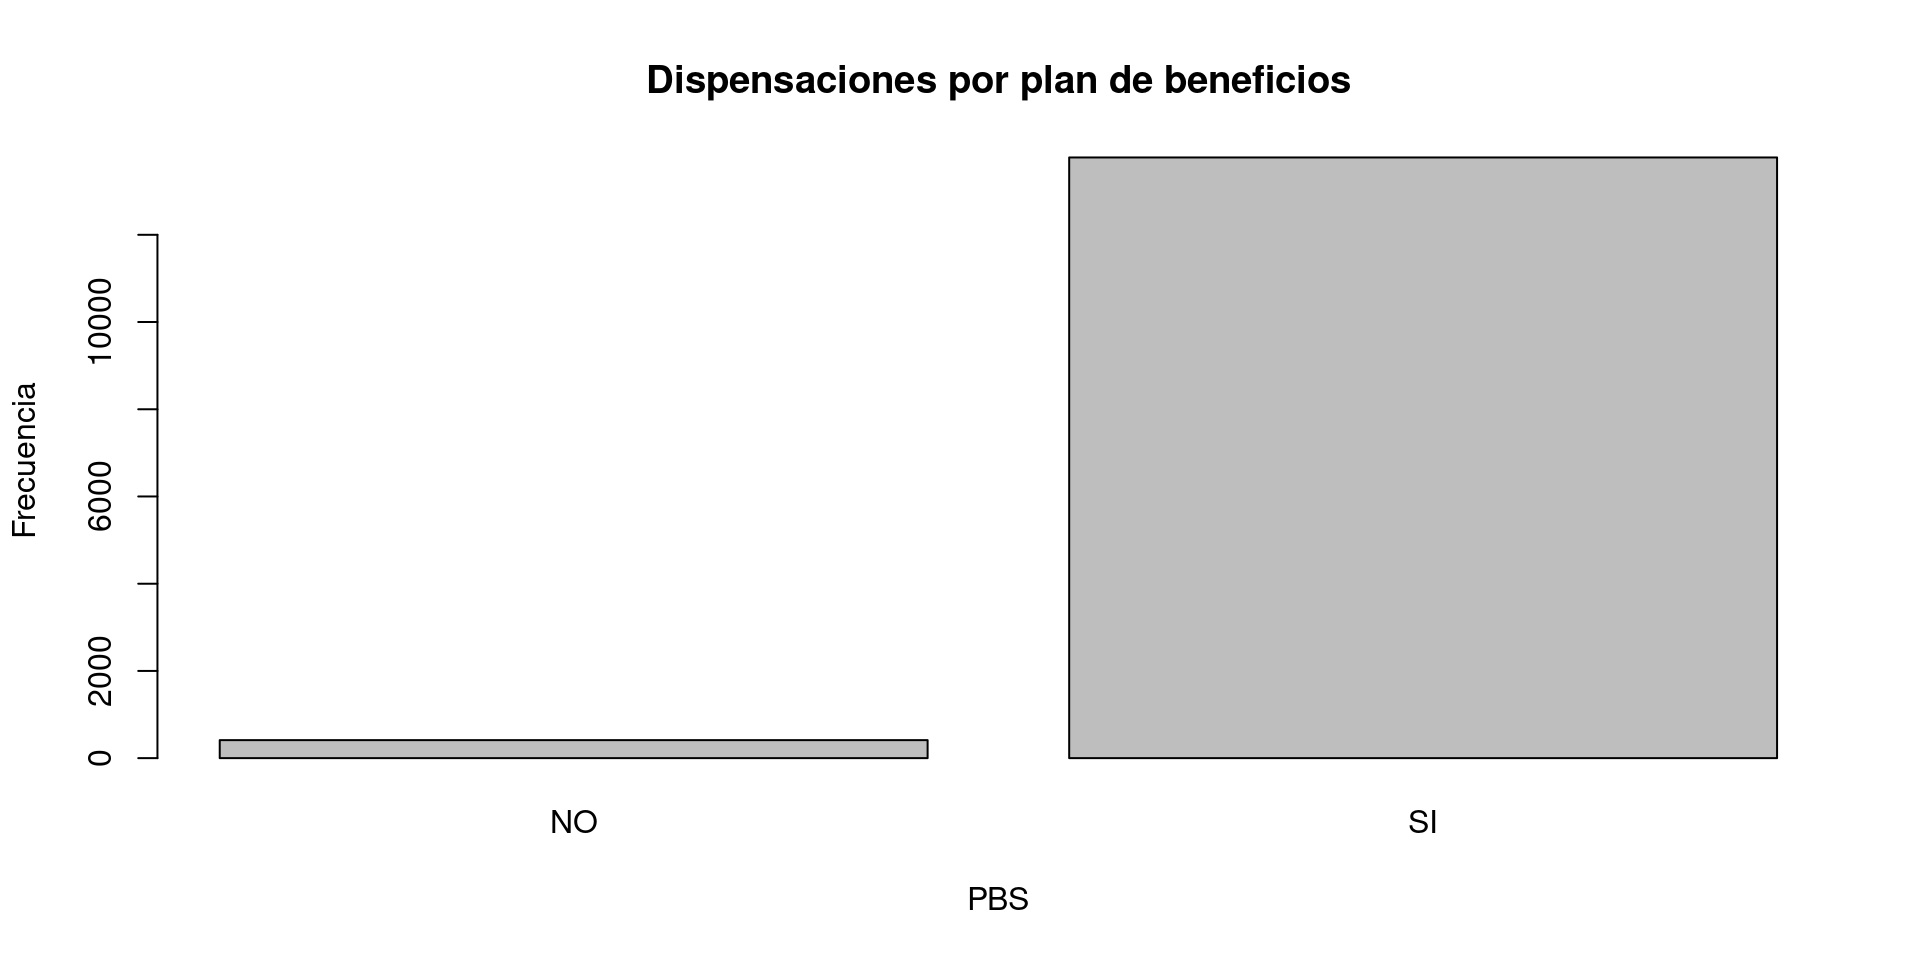 Dispensaciones por plan de beneficios
Frecuencia
10000
6000
2000
0
NO
SI
PBS